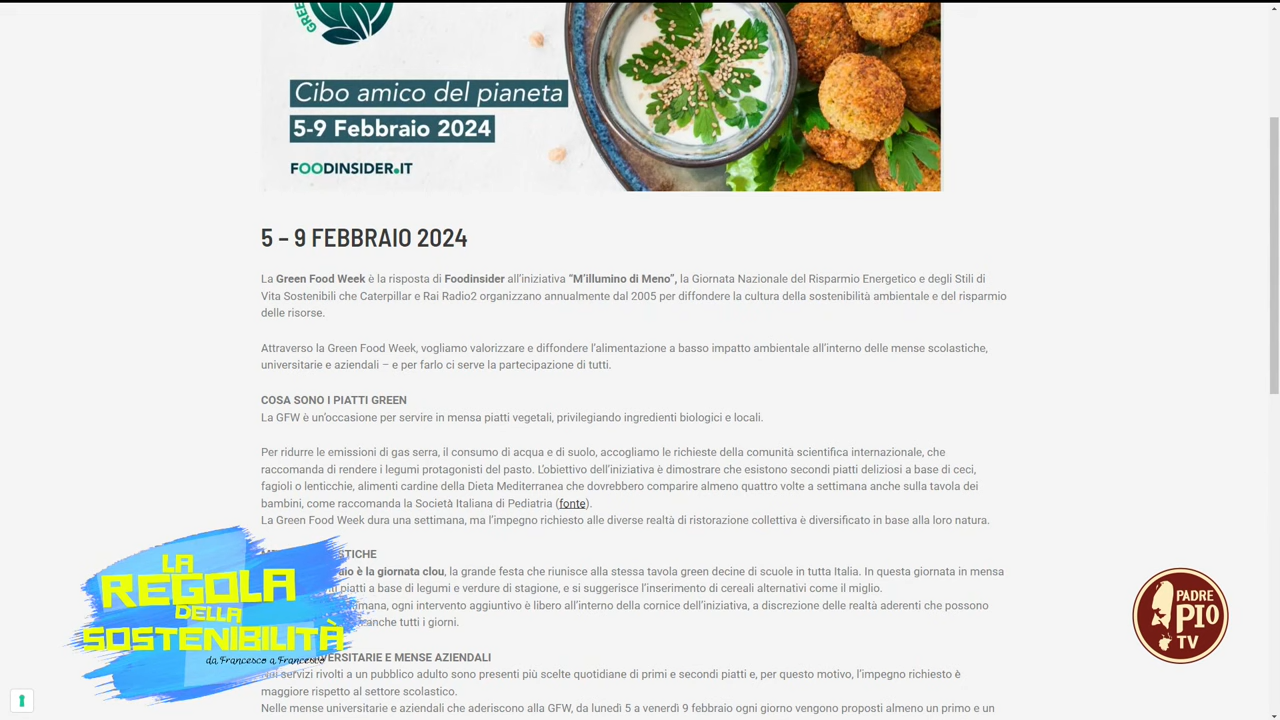 GREE
Cibo amico del pianeta
5-9 Febbraio 2024
FOODINSIDER.IT
5 – 9 FEBBRAIO 2024
La Green Food Week è la risposta di Foodinsider all'iniziativa “M'illumino di Meno”, la Giornata Nazionale del Risparmio Energetico e degli Stili di
Vita Sostenibili che Caterpillar e Rai Radio2 organizzano annualmente dal 2005 per diffondere la cultura della sostenibilità ambientale e del risparmio
delle risorse.
Attraverso la Green Food Week, vogliamo valorizzare e diffondere l'alimentazione a basso impatto ambientale all'interno delle mense scolastiche,
universitarie e aziendali – e per farlo ci serve la partecipazione di tutti.
COSA SONO I PIATTI GREEN
La GFW è un'occasione per servire in mensa piatti vegetali, privilegiando ingredienti biologici e locali.
Per ridurre le emissioni di gas serra, il consumo di acqua e di suolo, accogliamo le richieste della comunità scientifica internazionale, che
raccomanda di rendere i legumi protagonisti del pasto. L'obiettivo dell'iniziativa è dimostrare che esistono secondi piatti deliziosi a base di ceci,
fagioli o lenticchie, alimenti cardine della Dieta Mediterranea che dovrebbero comparire almeno quattro volte a settimana anche sulla tavola dei
bambini, come raccomanda la Società Italiana di Pediatria (fonte).
La Green Food Week dura una settimana, ma l'impegno richiesto alle diverse realtà di ristorazione collettiva è diversificato in base alla loro natura.
STICHE
è la giornata clou, la grande festa che riunisce alla stessa tavola green decine di scuole in tutta Italia. In questa giornata in mensa
piatti a base di legumi e verdure di stagione, e si suggerisce l'inserimento di cereali alternativi come il miglio.
mana, ogni intervento aggiuntivo è libero all'interno della cornice dell'iniziativa, a discrezione delle realtà aderenti che possono
anche tutti i giorni.
VERSITARIE E MENSE AZIENDALI
Nei servizi rivolti a un pubblico adulto sono presenti più scelte quotidiane di primi e secondi piatti e, per questo motivo, l'impegno richiesto è
maggiore rispetto al settore scolastico.
Nelle mense universitarie e aziendali che aderiscono alla GFW, da lunedì 5 a venerdì 9 febbraio ogni giorno vengono proposti almeno un primo e un
LA
REGOLA
DELLA
SOSTENIBILITÀ
da Francesco a Francesco
PADRE
PIO
TV